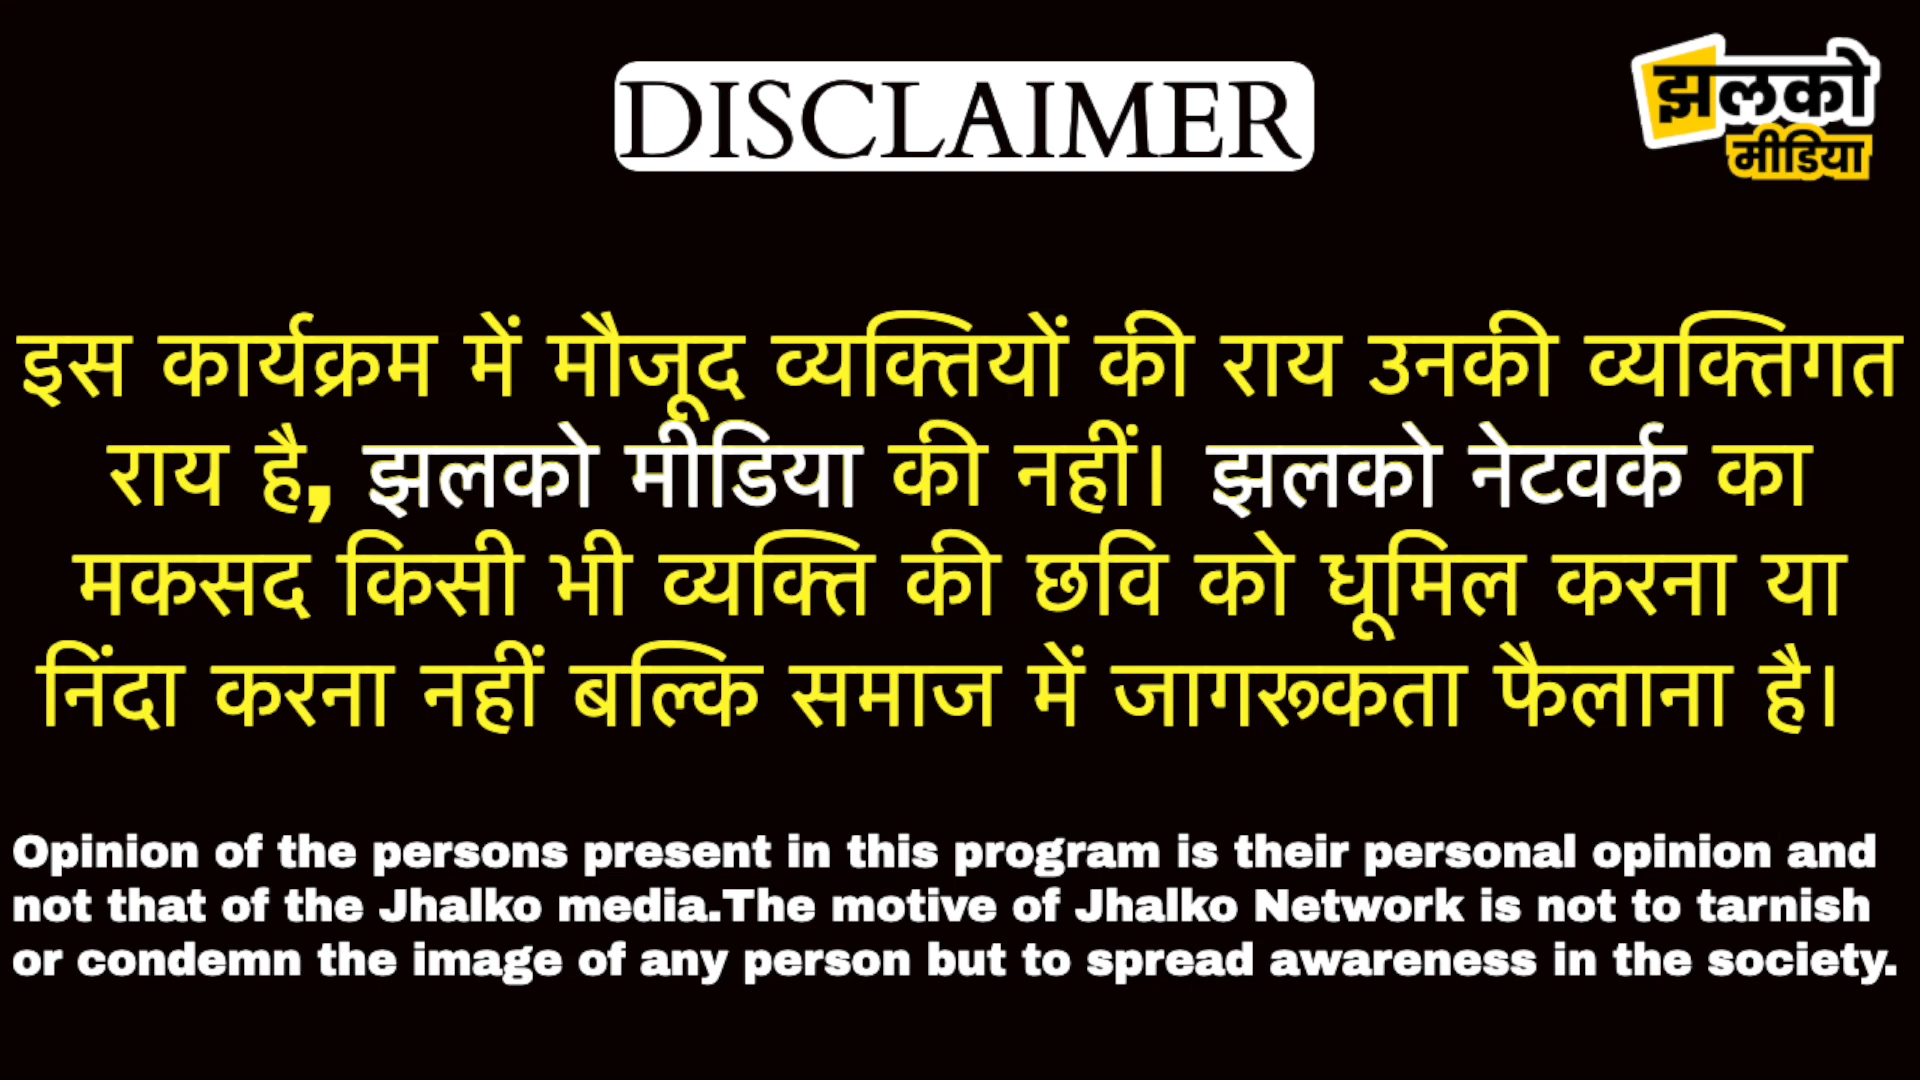 DISCLAIMER
झलको
मीडिया
इस कार्यक्रम में मौजूद व्यक्तियों की राय उनकी व्यक्तिगत
राय है, झलको मीडिया की नहीं। झलको नेटवर्क का
मकसद किसी भी व्यक्ति की छवि को धूमिल करना या
निंदा करना नहीं बल्कि समाज में जागरूकता फैलाना है।
Opinion of the persons present in this program is their personal opinion and
not that of the Jhalko media.The motive of Jhalko Network is not to tarnish
or condemn the image of any person but to spread awareness in the society.